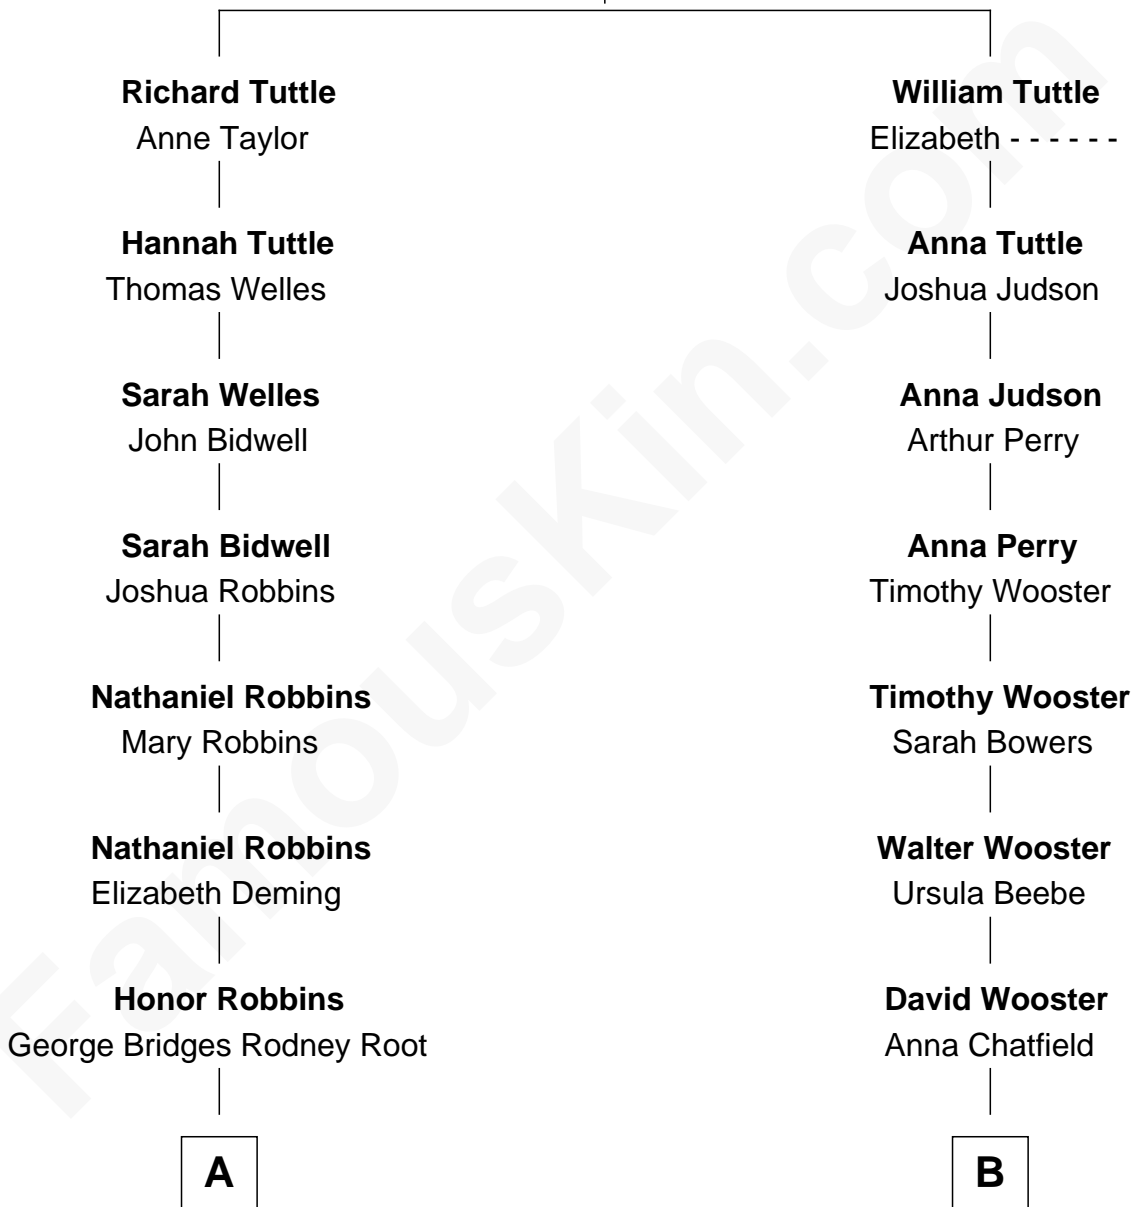 Richard Tuttle
Anne Taylor
Hannah Tuttle
Thomas Welles
Sarah Welles
John Bidwell
Sarah Bidwell
Joshua Robbins
Nathaniel Robbins
Mary Robbins
Nathaniel Robbins
Elizabeth Deming
Honor Robbins
George Bridges Rodney Root
A
William Tuttle
Elizabeth - - - - - -
Anna Tuttle
Joshua Judson
Anna Judson
Arthur Perry
Anna Perry
Timothy Wooster
Timothy Wooster
Sarah Bowers
Walter Wooster
Ursula Beebe
David Wooster
Anna Chatfield
B
FamousKin.com